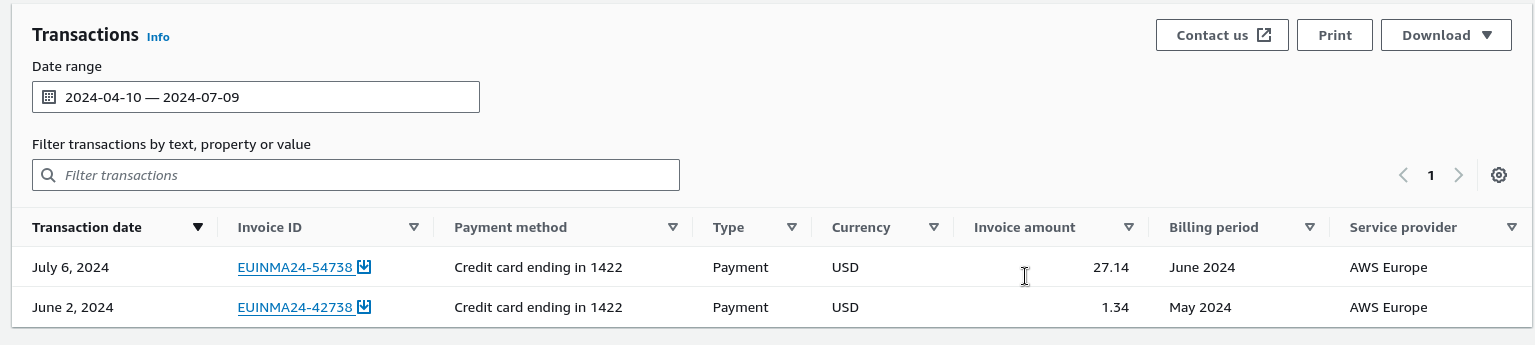 Transactions Info
Contact us Print Download
Date range
2024-04-10 — 2024-07-09
Filter transactions by text, property or value
Filter transactions
1
Transaction date Invoice ID Payment method Type Currency Invoice amount Billing period Service provider
July 6, 2024 EUINMA24-54738 Credit card ending in 1422 Payment USD 27.14 June 2024 AWS Europe
June 2, 2024 EUINMA24-42738 Credit card ending in 1422 Payment USD 1.34 May 2024 AWS Europe